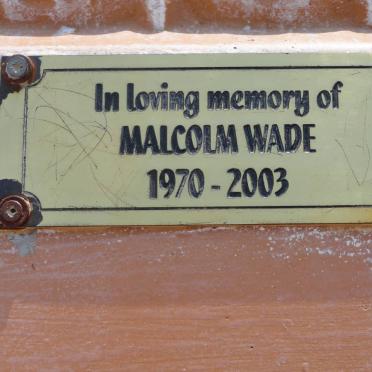 In loving memory of
MALCOLM WADE
1970 - 2003